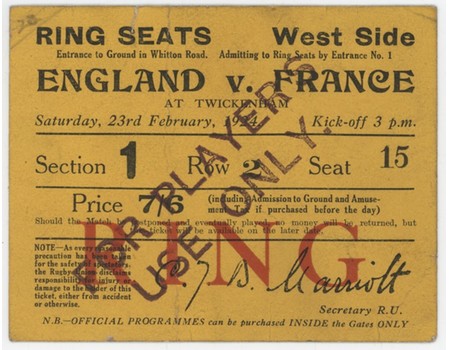 RING SEATS West Side
Entrance to Ground in Whitton Road. Admitting to Ring Seats by Entrance No. 1
ENGLAND v. FRANCE
AT TWICKENHAM
Saturday, 23rd February, 1924. Kick-off 3 p.m.
Section 1 Row 2 Seat 15
Price 7/6 (including Admission to Ground and Amusement Tax if purchased before the day)
Should the Match be postponed and eventually played no money will be returned, but
ticket will be available on the later date.
RING
NOTE—As every reasonable
precaution has been taken
for the safety of spectators,
the Rugby Union disclaims
responsibility for injury or
damage to the holder of this
ticket, either from accident
or otherwise.
C. J. B. Marriott
Secretary R.U.
N.B.—OFFICIAL PROGRAMMES can be purchased INSIDE the Gates ONLY
FOR PLAYER'S
USE ONLY.